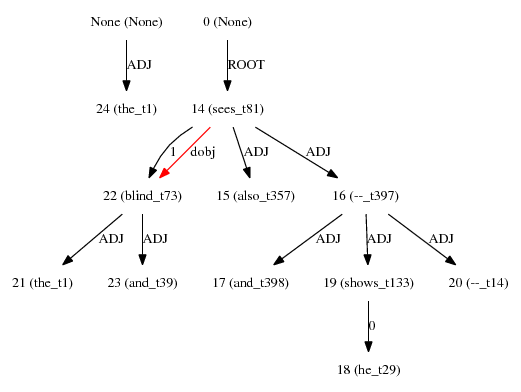 None (None) 0 (None)
ADJ ROOT
24 (the_t1) 14 (sees_t81)
1 dobj ADJ ADJ
22 (blind_t73) 15 (also_t357) 16 (--_t397)
ADJ ADJ ADJ ADJ ADJ
21 (the_t1) 23 (and_t39) 17 (and_t398) 19 (shows_t133) 20 (--_t14)
0
18 (he_t29)